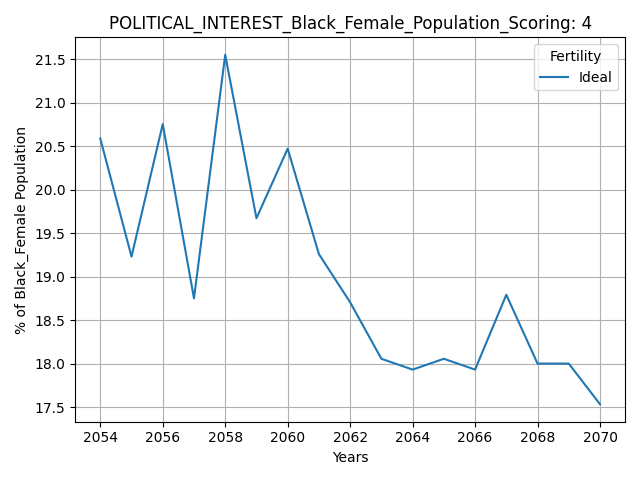 POLITICAL_INTEREST_Black_Female_Population_Scoring: 4
% of Black_Female Population
21.5
21.0
20.5
20.0
19.5
19.0
18.5
18.0
17.5
Fertility
Ideal
2054 2056 2058 2060 2062 2064 2066 2068 2070
Years